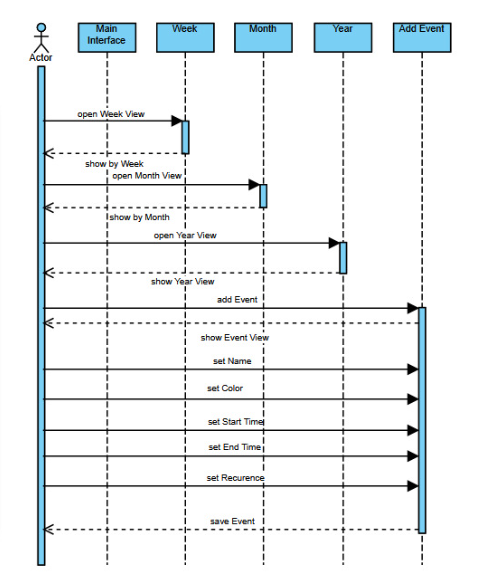 Actor
Main
Interface
Week
Month
Year
Add Event
open Week View
show by Week
open Month View
show by Month
open Year View
show Year View
add Event
show Event View
set Name
set Color
set Start Time
set End Time
set Recurence
save Event